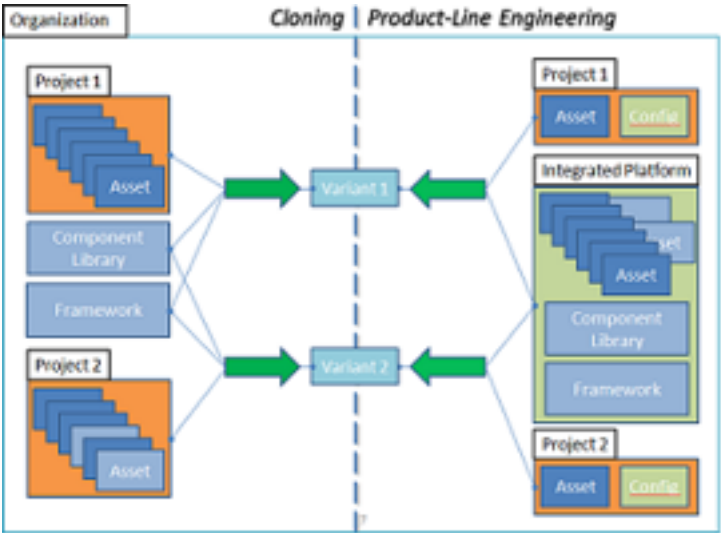 Organization
Cloning
Product-Line Engineering
Project 1
Asset
Component
Library
Framework
Project 2
Asset
Variant 1
Variant 2
Project 1
Asset
Config
Integrated Platform
set
Asset
Component
Library
Framework
Project 2
Asset
Config